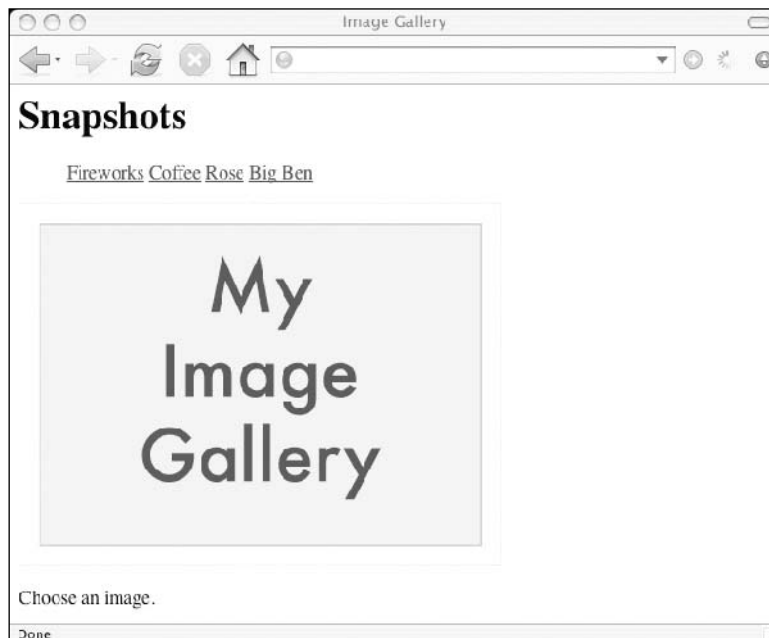 Image Gallery
Snapshots
Fireworks Coffee Rose Big Ben
My
Image
Gallery
Choose an image.
Done